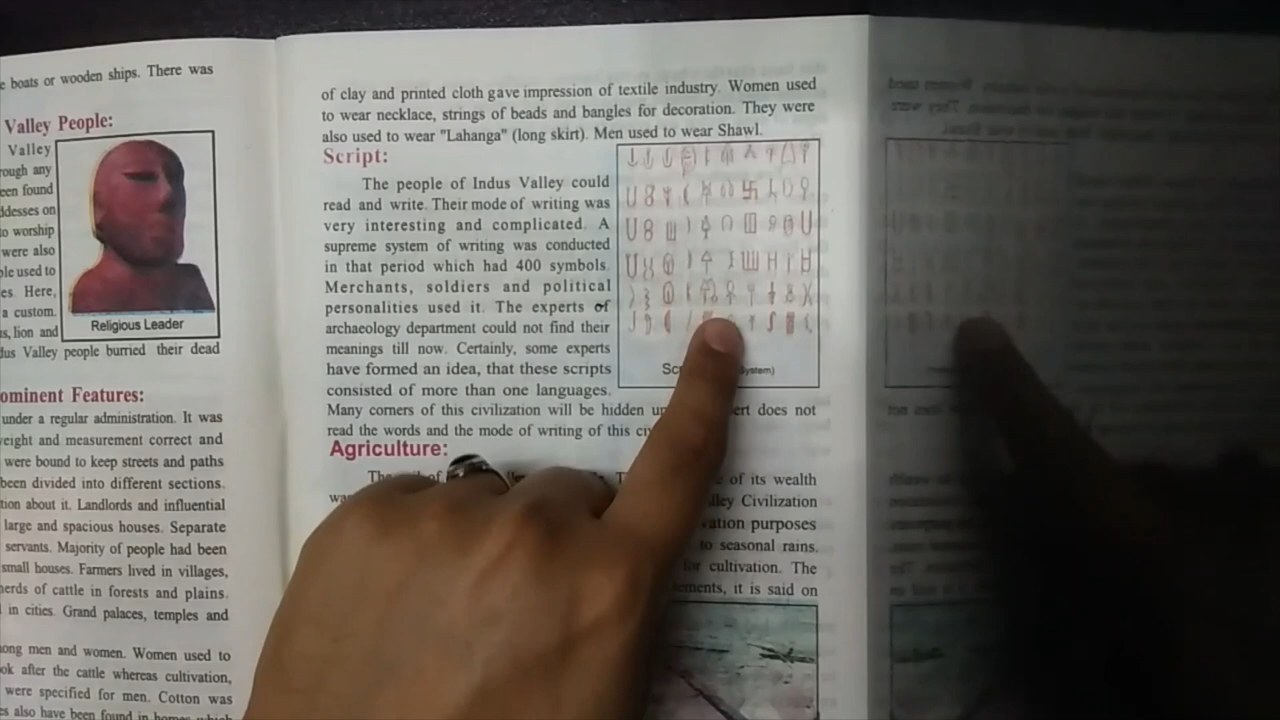 e boats or wooden ships. There was
Valley People:
Valley
rough any
een found
ddesses on
to worship
were also
ple used to
es. Here,
a custom.
s, lion and
dus Valley people burried their dead
Religious Leader
ominent Features:
under a regular administration. It was
eight and measurement correct and
were bound to keep streets and paths
been divided into different sections.
tion about it. Landlords and influential
large and spacious houses. Separate
servants. Majority of people had been
small houses. Farmers lived in villages,
herds of cattle in forests and plains.
in cities. Grand palaces, temples and
ong men and women. Women used to
ok after the cattle whereas cultivation,
were specified for men. Cotton was
es also have been found in homes which
of clay and printed cloth gave impression of textile industry. Women used
to wear necklace, strings of beads and bangles for decoration. They were
also used to wear "Lahanga" (long skirt). Men used to wear Shawl.
Script:
The people of Indus Valley could
read and write. Their mode of writing was
very interesting and complicated. A
supreme system of writing was conducted
in that period which had 400 symbols.
Merchants, soldiers and political
personalities used it. The experts of
archaeology department could not find their
meanings till now. Certainly, some experts
have formed an idea, that these scripts
consisted of more than one languages.
Many corners of this civilization will be hidden does not
read the words and the mode of writing of this
System)
Agriculture:
of its wealth
Civilization
purposes
to seasonal rains.
for cultivation. The
it is said on